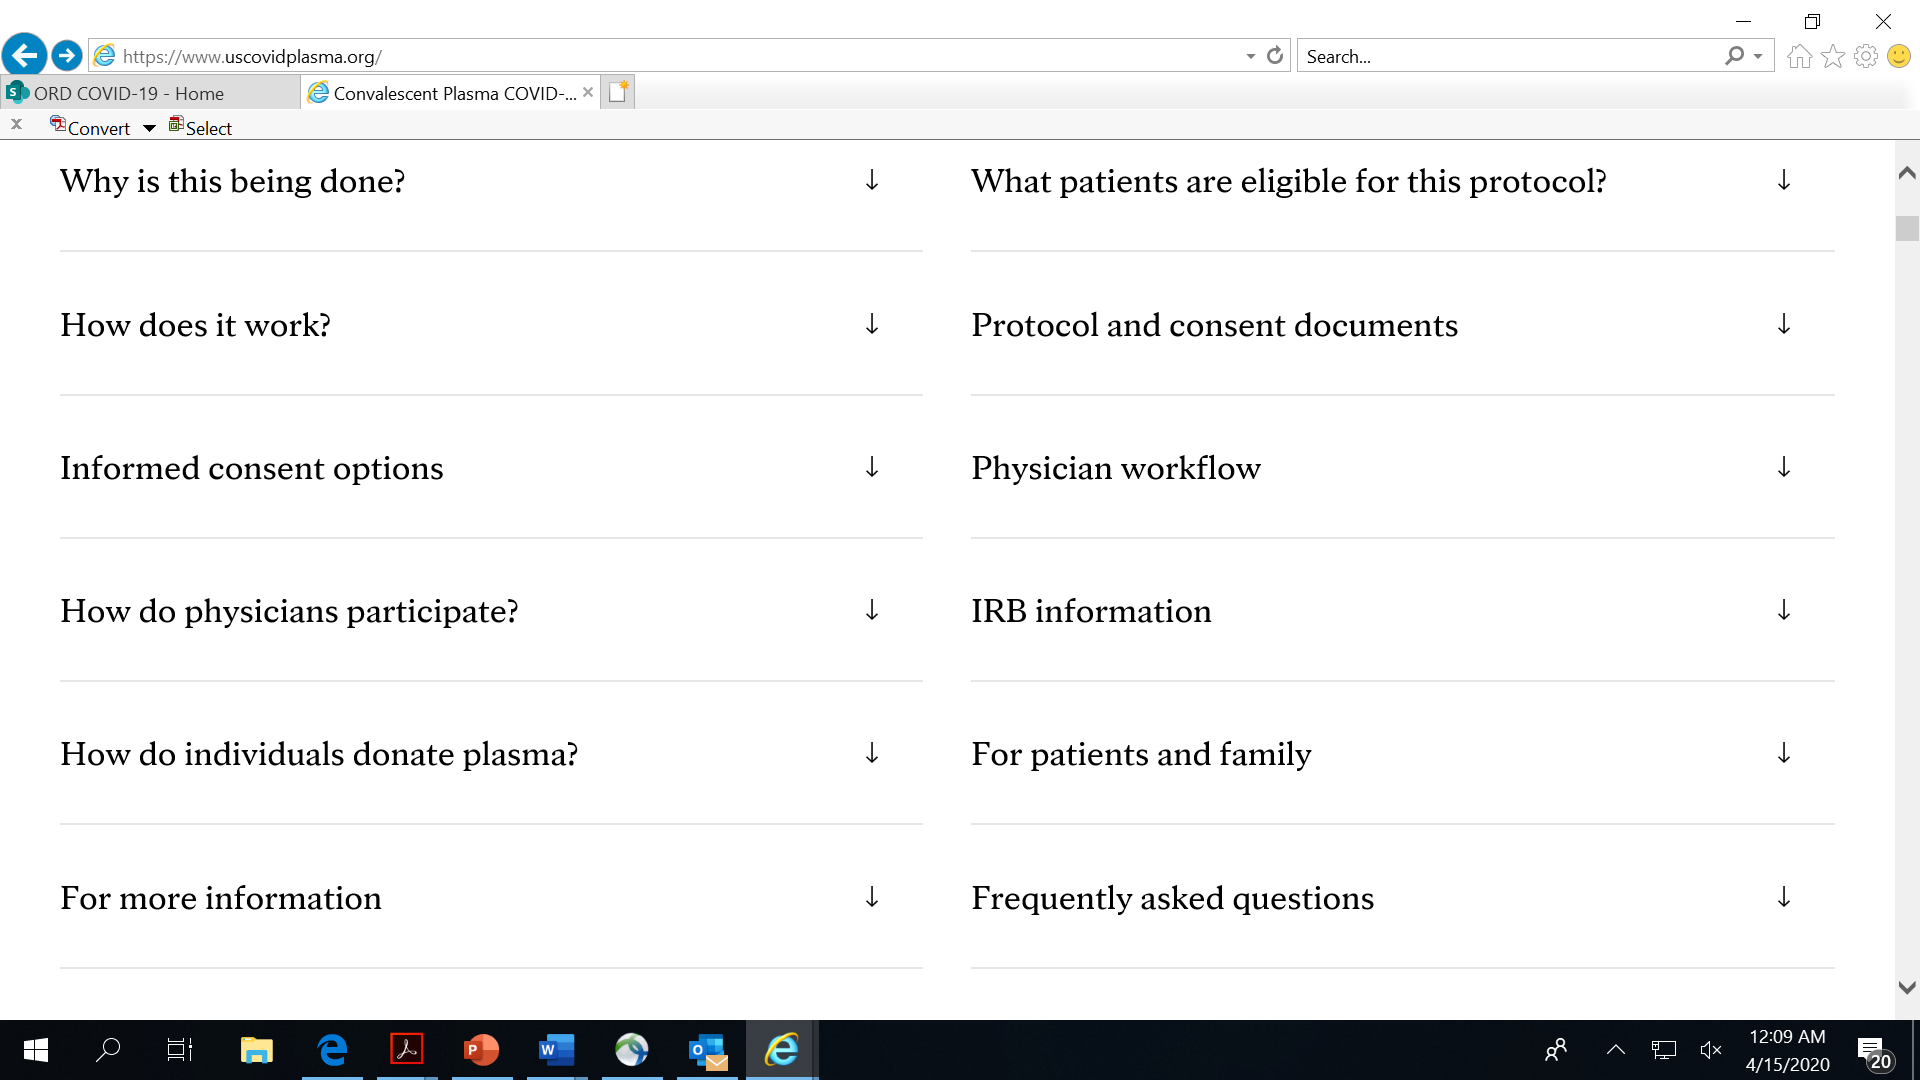 https://www.uscovidplasma.org/
Search...
ORD COVID-19 - Home
Convalescent Plasma COVID-...
Convert
Select
Why is this being done?
What patients are eligible for this protocol?
How does it work?
Protocol and consent documents
Informed consent options
Physician workflow
How do physicians participate?
IRB information
How do individuals donate plasma?
For patients and family
For more information
Frequently asked questions
12:09 AM
4/15/2020
20